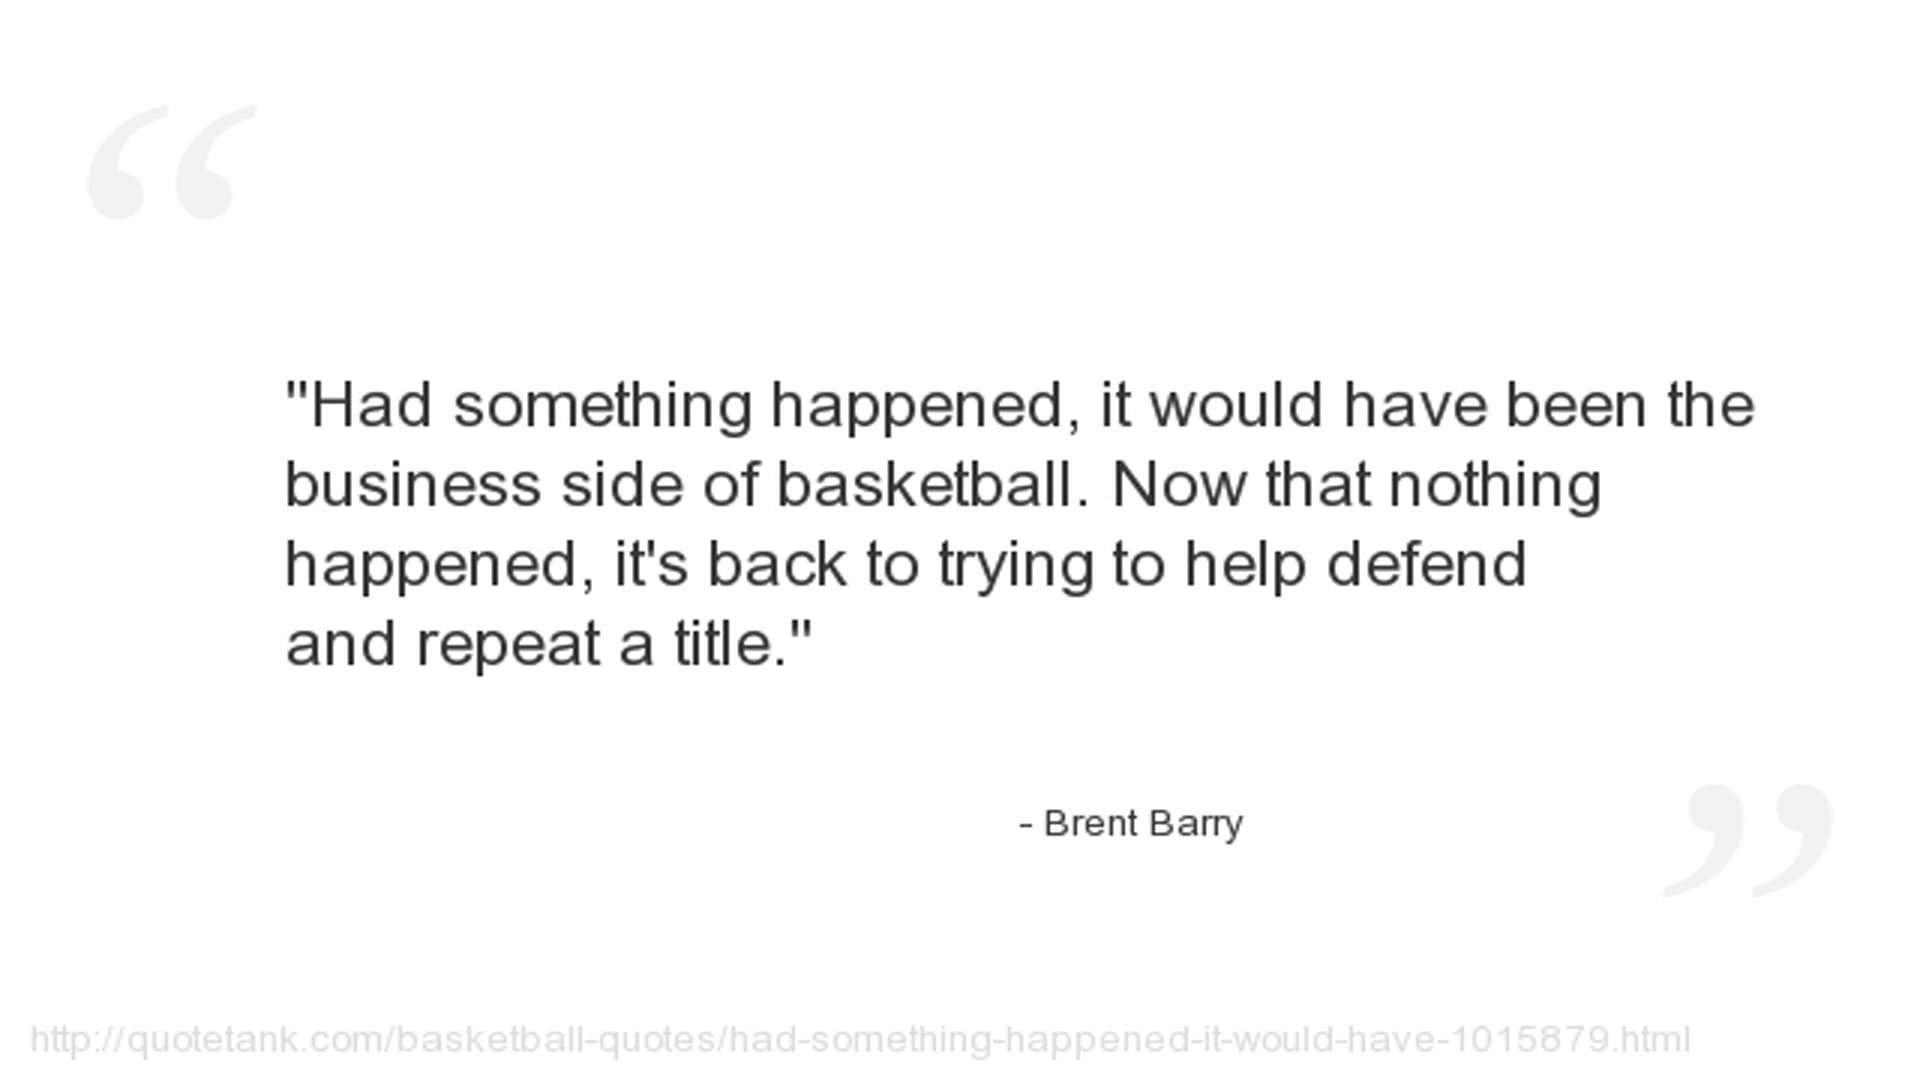 "Had something happened, it would have been the
business side of basketball. Now that nothing
happened, it's back to trying to help defend
and repeat a title."
- Brent Barry
http://quotetank.com/basketball-quotes/had-something-happened-it-would-have-1015879.html